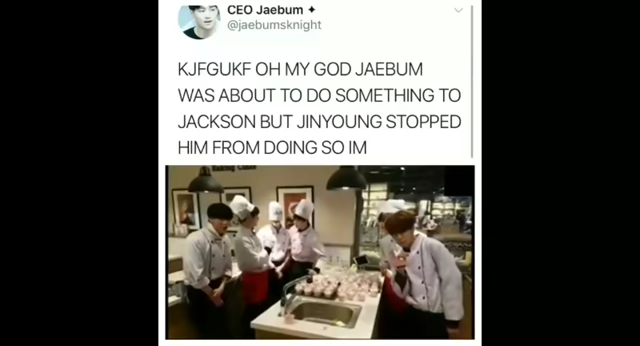 CEO Jaebum ✦
@jaebumsknight
KJFGUKF OH MY GOD JAEBUM
WAS ABOUT TO DO SOMETHING TO
JACKSON BUT JINYOUNG STOPPED
HIM FROM DOING SO IM